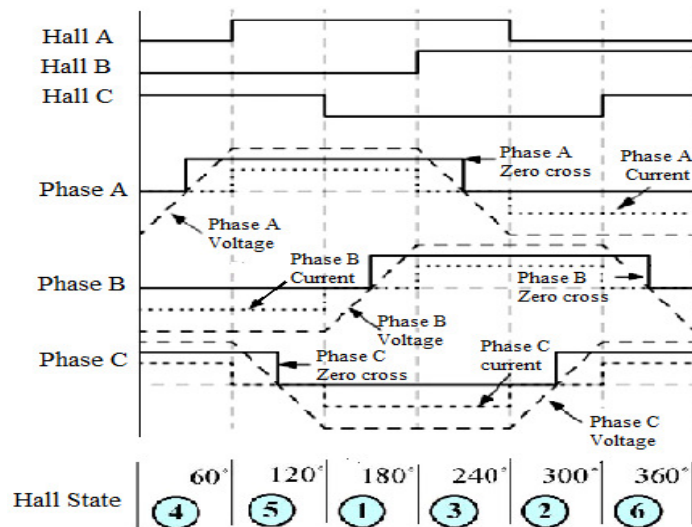 Hall A
Hall B
Hall C
Phase A
Zero cross
Phase A
Current
Phase A
Phase A
Voltage
Phase B
Current
Phase B
Phase B
Zero cross
Phase B
Voltage
Phase C
Phase C
Zero cross
Phase C
current
Phase C
Voltage
60° 120° 180° 240° 300° 360°
Hall State
4 5 1 3 2 6